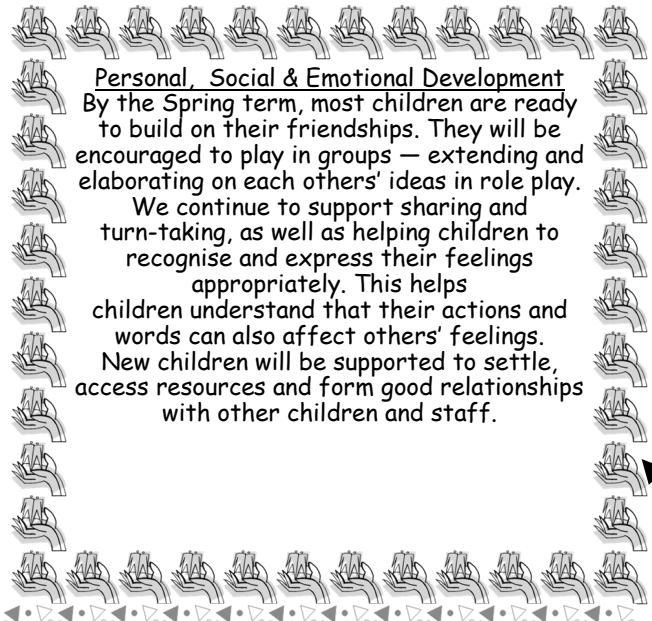 Personal,  Social & Emotional Development
By the Spring term, most children are ready
to build on their friendships. They will be
encouraged to play in groups — extending and
elaborating on each others’ ideas in role play.
We continue to support sharing and
turn-taking, as well as helping children to
recognise and express their feelings
appropriately. This helps
children understand that their actions and
words can also affect others’ feelings.
New children will be supported to settle,
access resources and form good relationships
with other children and staff.